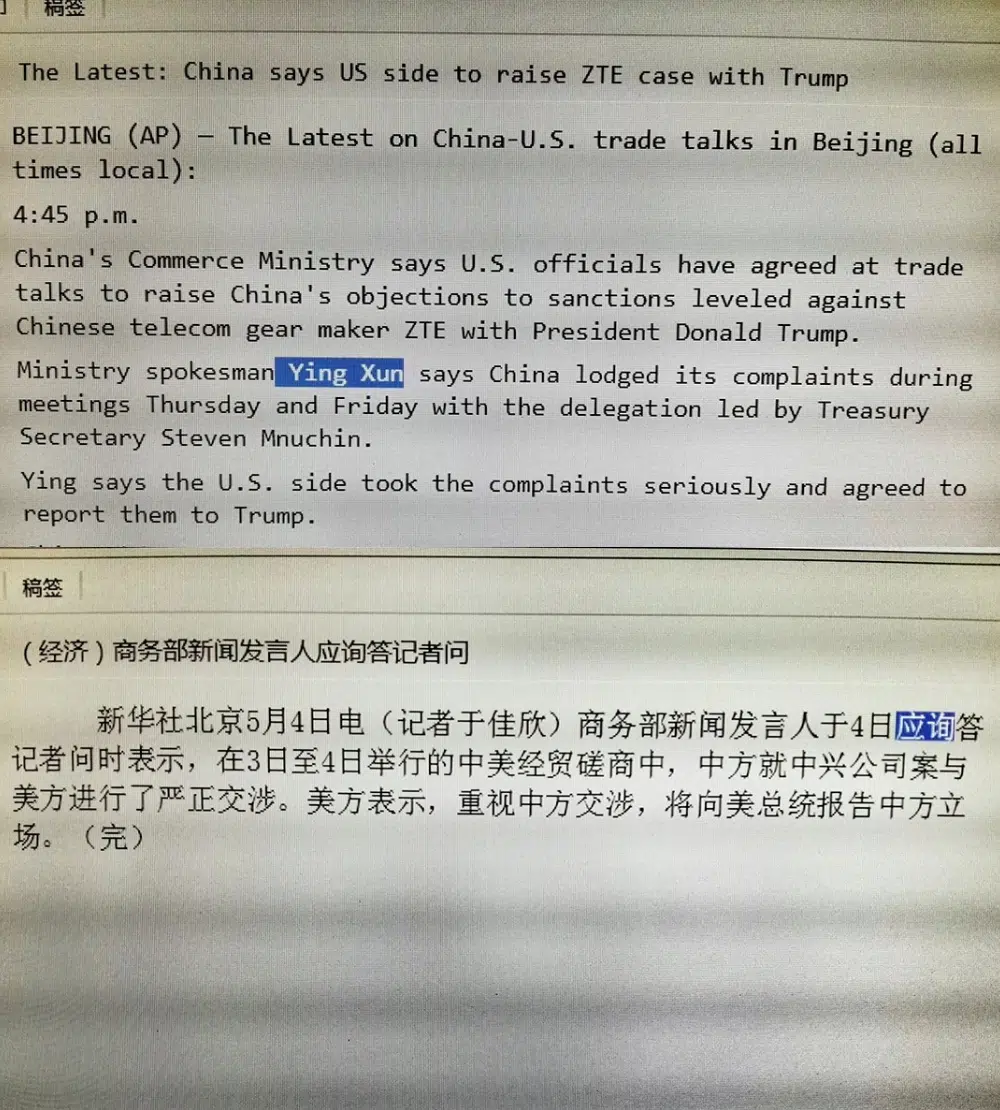 稿签
The Latest: China says US side to raise ZTE case with Trump
BEIJING (AP) — The Latest on China-U.S. trade talks in Beijing (all
times local):
4:45 p.m.
China's Commerce Ministry says U.S. officials have agreed at trade
talks to raise China's objections to sanctions leveled against
Chinese telecom gear maker ZTE with President Donald Trump.
Ministry spokesman Ying Xun says China lodged its complaints during
meetings Thursday and Friday with the delegation led by Treasury
Secretary Steven Mnuchin.
Ying says the U.S. side took the complaints seriously and agreed to
report them to Trump.
稿签
(经济)商务部新闻发言人应询答记者问
新华社北京5月4日电（记者于佳欣）商务部新闻发言人于4日应询答
记者问时表示，在3日至4日举行的中美经贸磋商中，中方就中兴公司案与
美方进行了严正交涉。美方表示，重视中方交涉，将向美总统报告中方立
场。（完）